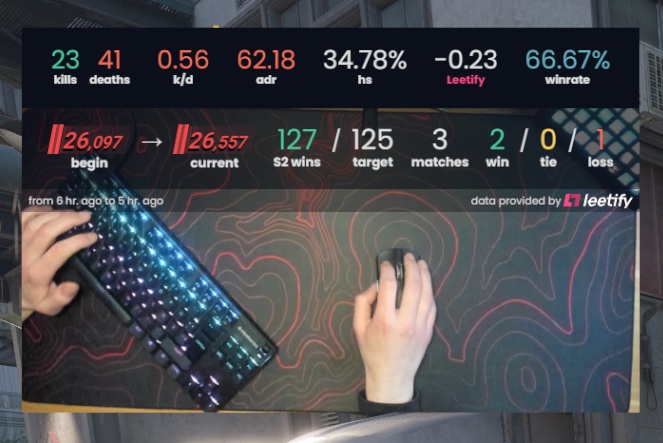 23 41 0.56 62.18 34.78% -0.23 66.67%
kills deaths k/d adr hs Leetify winrate
26,097 → 26,557 127 / 125 3 2 / 0 / 1
begin current S2 wins target matches win tie loss
from 6 hr. ago to 5 hr. ago data provided by leetify